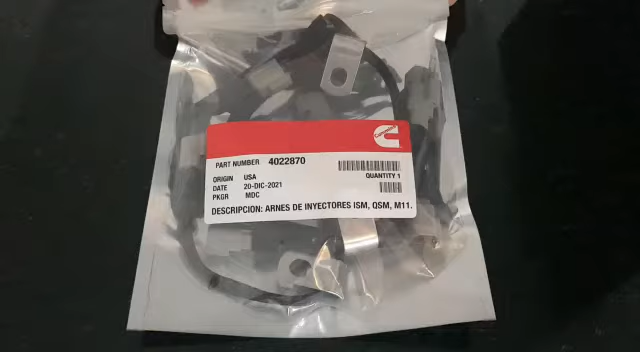 Cummins
PART NUMBER 4022870
ORIGIN USA QUANTITY 1
DATE 20-DIC-2021
PKGR MDC
DESCRIPCION: ARNES DE INYECTORES ISM, QSM, M11.